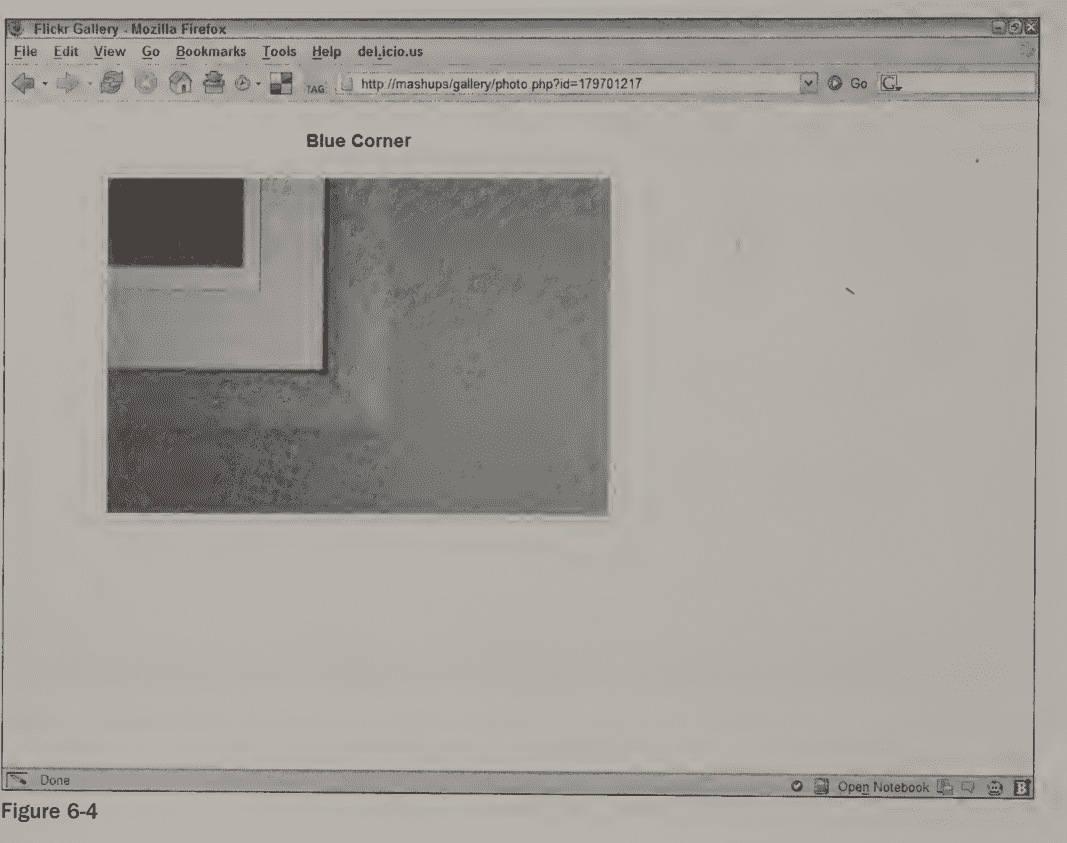 Flickr Gallery - Mozilla Firefox
File Edit View Go Bookmarks Tools Help del.icio.us
TAG http://mashups/gallery/photo.php?id=179701217 Go G
Blue Corner
Done
Open Notebook B
Figure 6-4